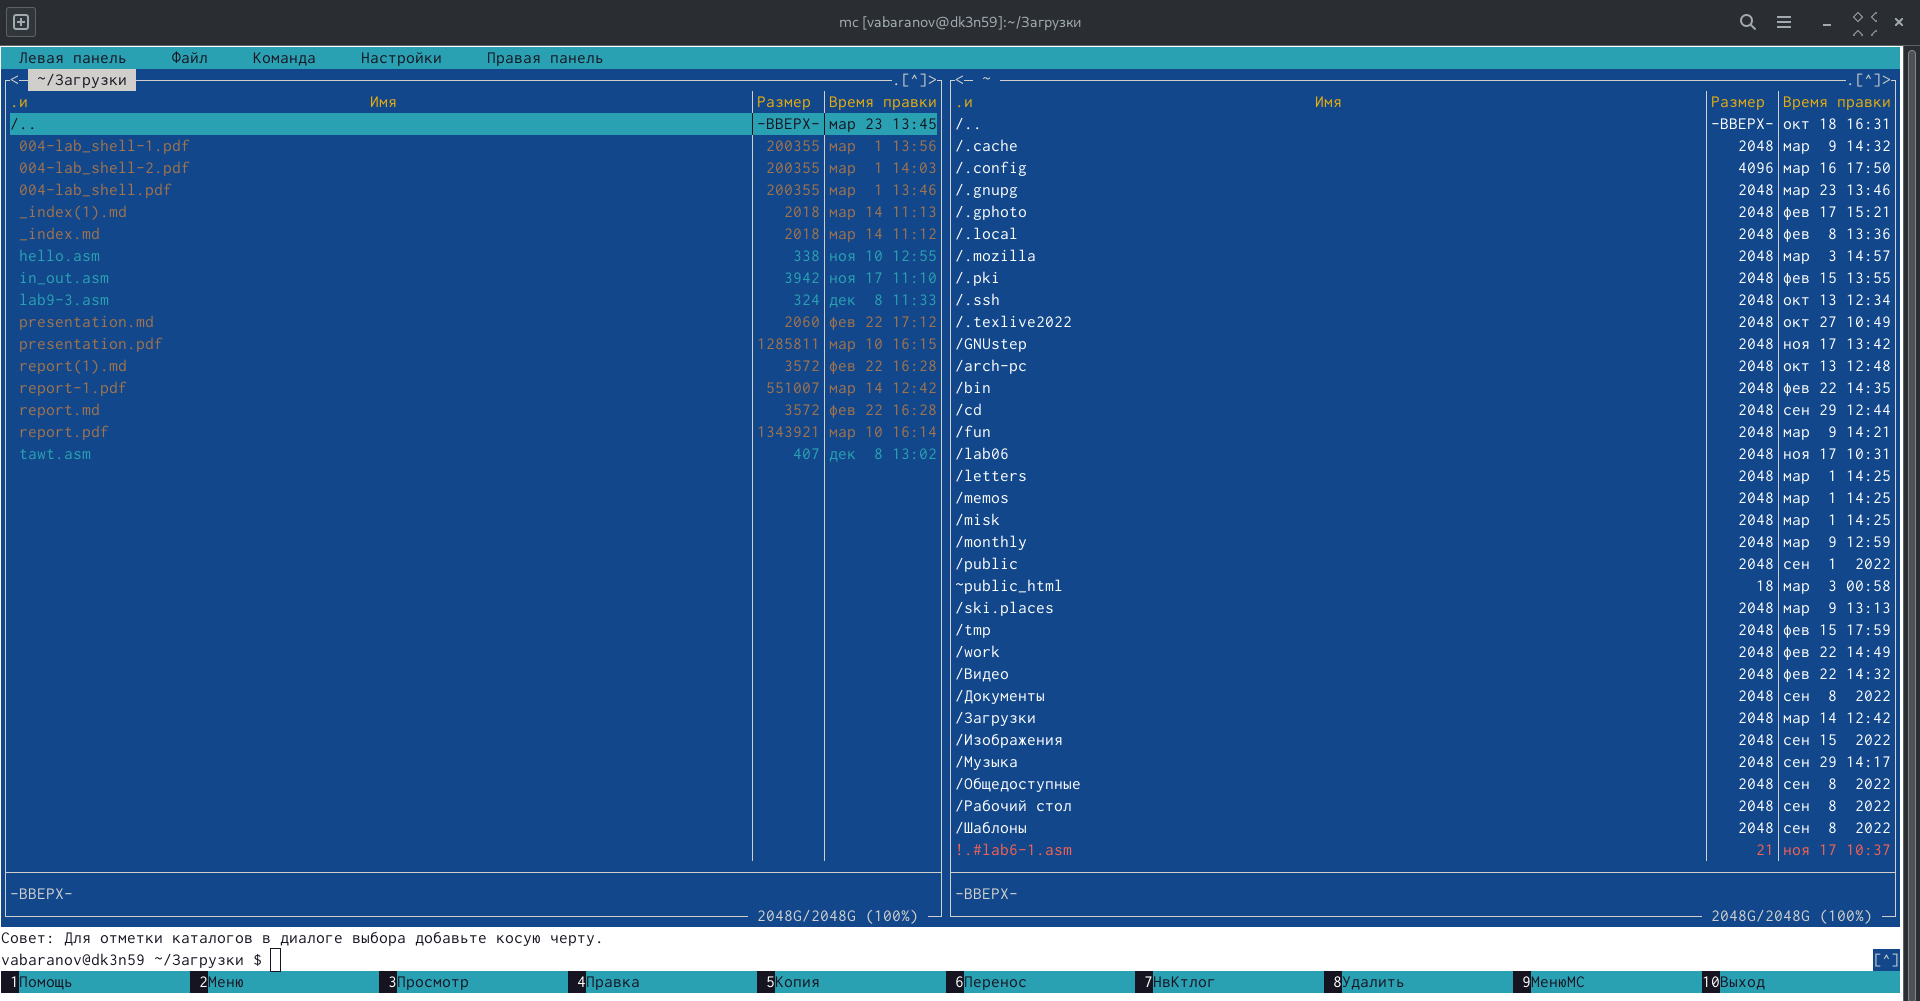 mc [vabaranov@dk3n59]:~/Загрузки
Левая панель Файл Команда Настройки Правая панель
<─ ~/Загрузки .[^]>
.и Имя Размер Время правки
/.. -ВВЕРХ- мар 23 13:45
004-lab_shell-1.pdf 200355 мар 1 13:56
004-lab_shell-2.pdf 200355 мар 1 14:03
004-lab_shell.pdf 200355 мар 1 13:46
_index(1).md 2018 мар 14 11:13
_index.md 2018 мар 14 11:12
hello.asm 338 ноя 10 12:55
in_out.asm 3942 ноя 17 11:10
lab9-3.asm 324 дек 8 11:33
presentation.md 2060 фев 22 17:12
presentation.pdf 1285811 мар 10 16:15
report(1).md 3572 фев 22 16:28
report-1.pdf 551007 мар 14 12:42
report.md 3572 фев 22 16:28
report.pdf 1343921 мар 10 16:14
tawt.asm 407 дек 8 13:02
-ВВЕРХ-
2048G/2048G (100%)
<─ ~ .[^]>
.и Имя Размер Время правки
/.. -ВВЕРХ- окт 18 16:31
/.cache 2048 мар 9 14:32
/.config 4096 мар 16 17:50
/.gnupg 2048 мар 23 13:46
/.gphoto 2048 фев 17 15:21
/.local 2048 фев 8 13:36
/.mozilla 2048 мар 3 14:57
/.pki 2048 фев 15 13:55
/.ssh 2048 окт 13 12:34
/.texlive2022 2048 окт 27 10:49
/GNUstep 2048 ноя 17 13:42
/arch-pc 2048 окт 13 12:48
/bin 2048 фев 22 14:35
/cd 2048 сен 29 12:44
/fun 2048 мар 9 14:21
/lab06 2048 ноя 17 10:31
/letters 2048 мар 1 14:25
/memos 2048 мар 1 14:25
/misk 2048 мар 1 14:25
/monthly 2048 мар 9 12:59
/public 2048 сен 1 2022
~public_html 18 мар 3 00:58
/ski.places 2048 мар 9 13:13
/tmp 2048 фев 15 17:59
/work 2048 фев 22 14:49
/Видео 2048 фев 22 14:32
/Документы 2048 сен 8 2022
/Загрузки 2048 мар 14 12:42
/Изображения 2048 сен 15 2022
/Музыка 2048 сен 29 14:17
/Общедоступные 2048 сен 8 2022
/Рабочий стол 2048 сен 8 2022
/Шаблоны 2048 сен 8 2022
!.#lab6-1.asm 21 ноя 17 10:37
-ВВЕРХ-
2048G/2048G (100%)
Совет: Для отметки каталогов в диалоге выбора добавьте косую черту.
vabaranov@dk3n59 ~/Загрузки $ [^]
1Помощь 2Меню 3Просмотр 4Правка 5Копия 6Перенос 7НвКтлог 8Удалить 9МенюMC 10Выход